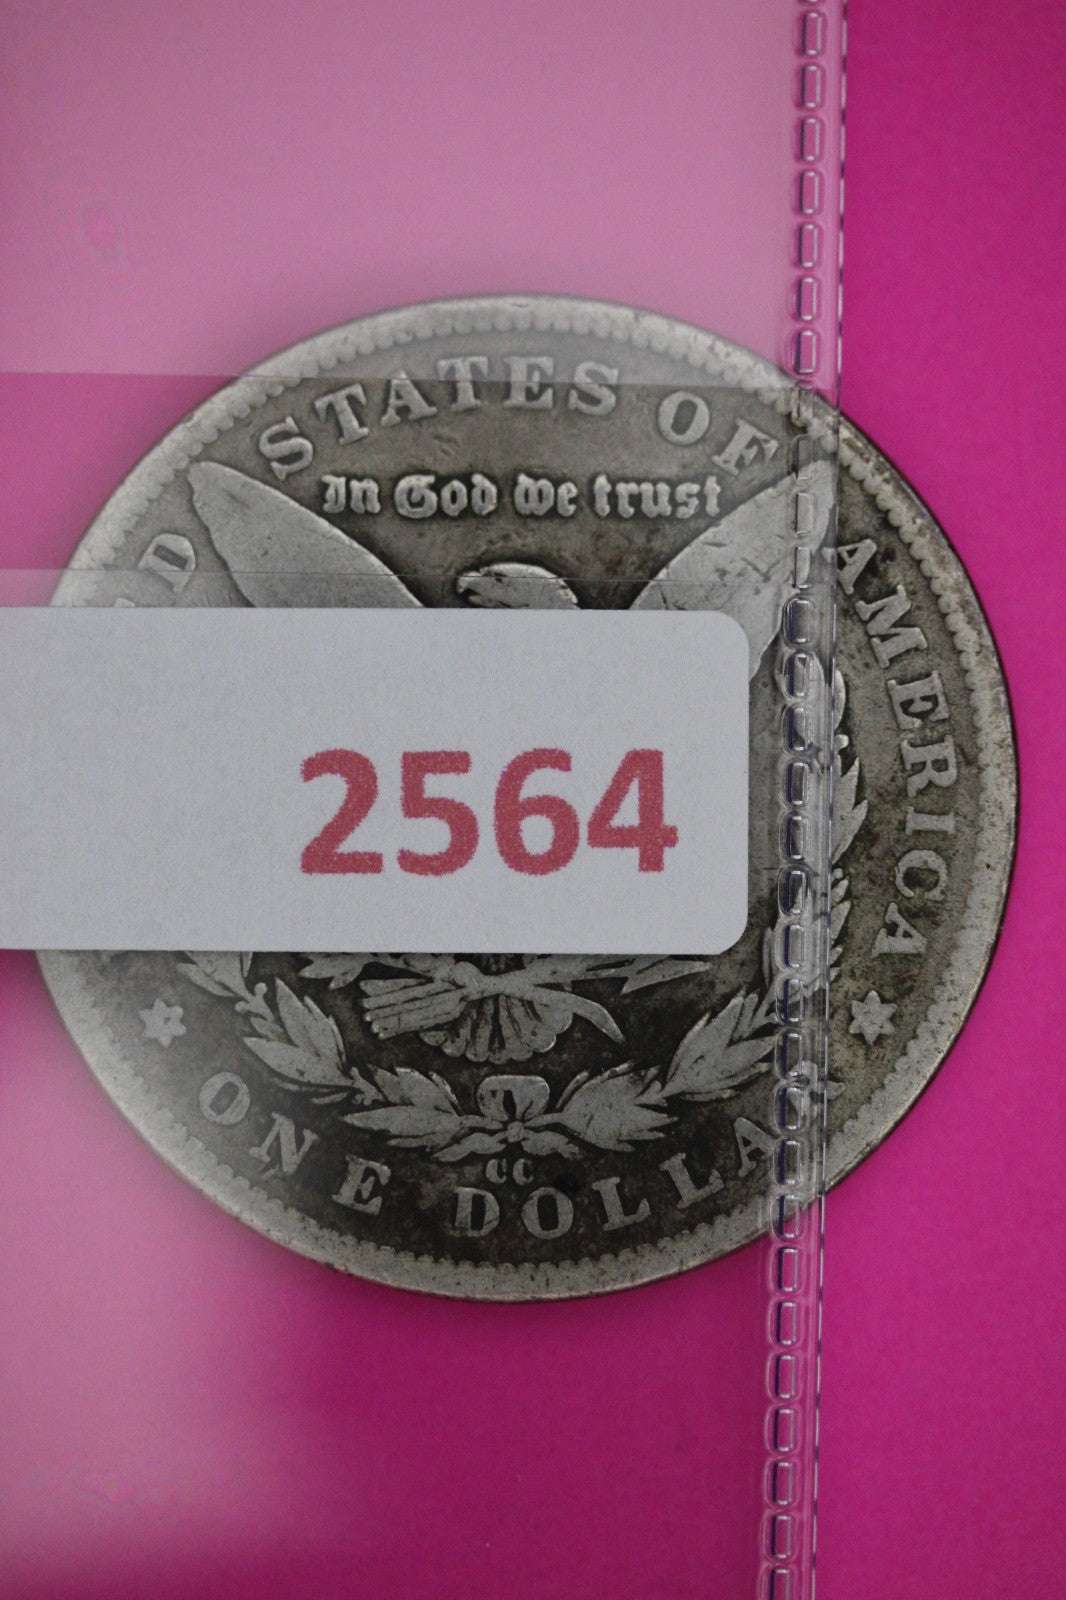 D STATES OF AMERICA
In God we trust
2564
CC
ONE DOLLA